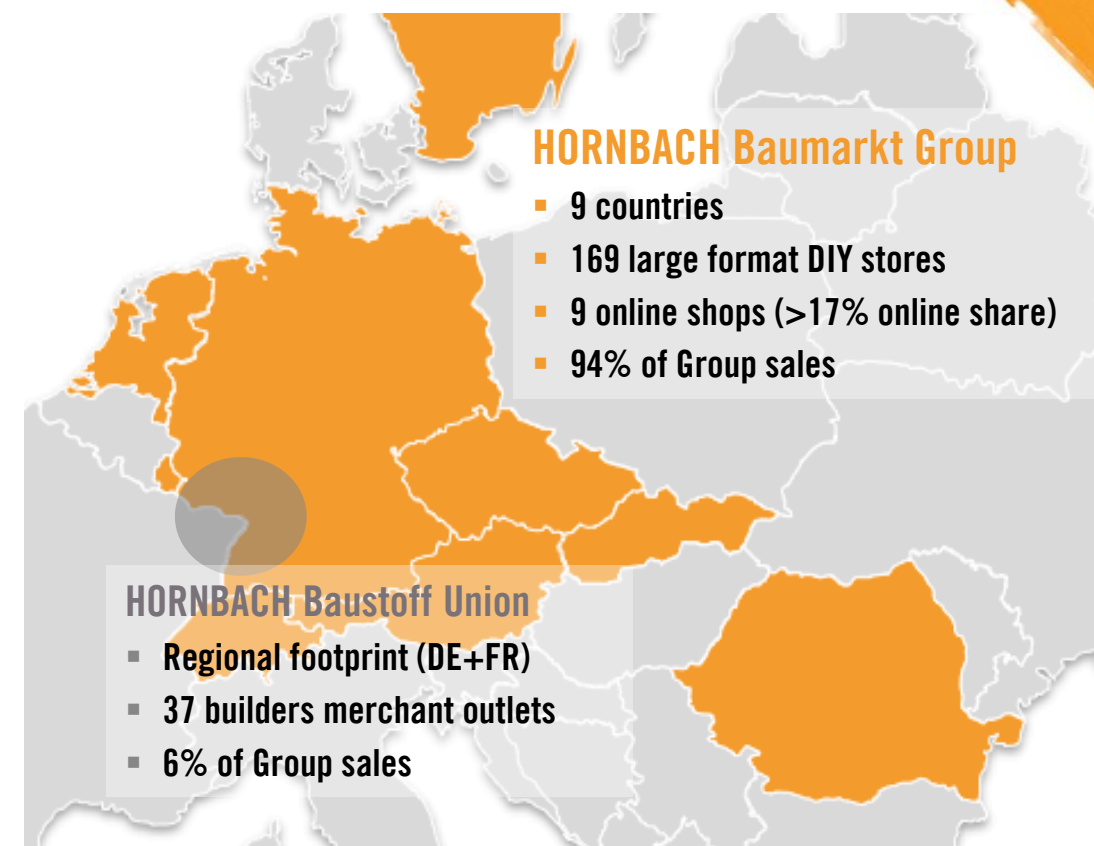 HORNBACH Baumarkt Group
▪ 9 countries
▪ 169 large format DIY stores
▪ 9 online shops (>17% online share)
▪ 94% of Group sales
HORNBACH Baustoff Union
▪ Regional footprint (DE+FR)
▪ 37 builders merchant outlets
▪ 6% of Group sales